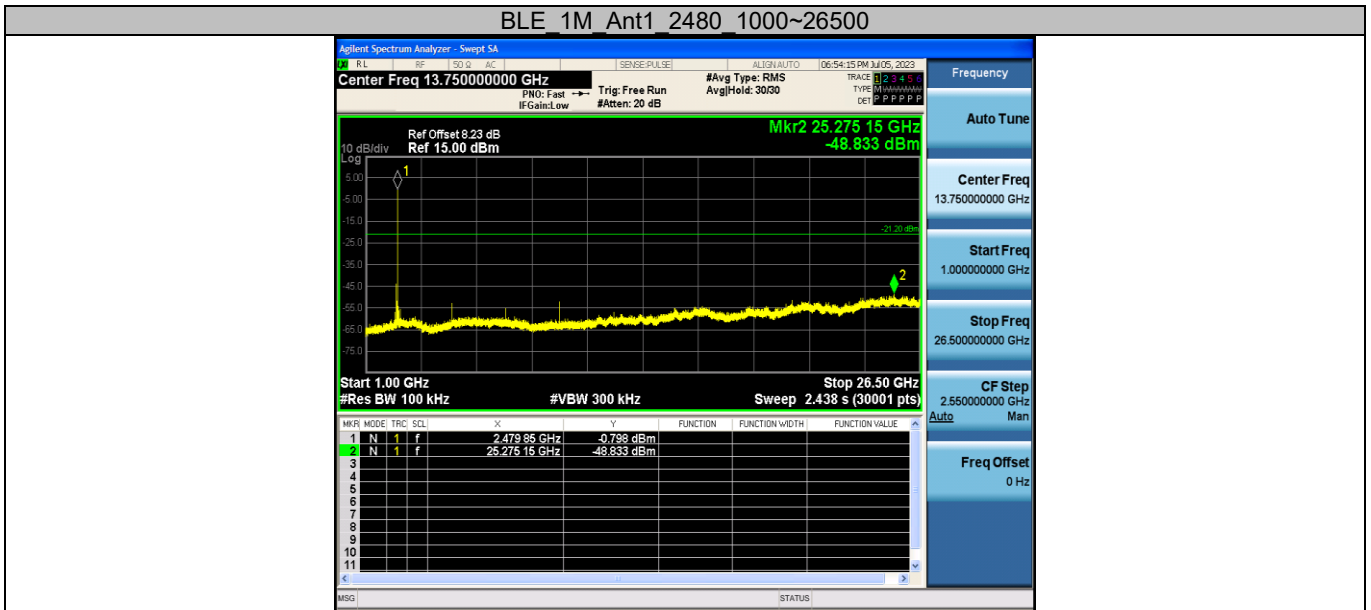 BLE_1M_Ant1_2480_1000~26500
Agilent Spectrum Analyzer - Swept SA
RL RF 50 Ω AC SENSE:PULSE ALIGN AUTO 06:54:15 PM Jul 05, 2023
Center Freq 13.750000000 GHz
PNO: Fast
IFGain:Low
Trig: Free Run
#Atten: 20 dB
#Avg Type: RMS
Avg|Hold: 30/30
TRACE 1 2 3 4 5 6
TYPE M WWWWW
DET P P P P P P
Frequency
Auto Tune
Center Freq
13.750000000 GHz
Start Freq
1.000000000 GHz
Stop Freq
26.500000000 GHz
CF Step
2.550000000 GHz
Auto Man
Freq Offset
0 Hz
Mkr2 25.275 15 GHz
-48.833 dBm
Ref Offset 8.23 dB
10 dB/div Ref 15.00 dBm
Log
5.00
-5.00
-15.0
-25.0
-35.0
-45.0
-55.0
-65.0
-75.0
1
-21.20 dBm
2
Start 1.00 GHz Stop 26.50 GHz
#Res BW 100 kHz #VBW 300 kHz Sweep 2.438 s (30001 pts)
MKR MODE TRC SCL X Y FUNCTION FUNCTION WIDTH FUNCTION VALUE
1 N 1 f 2.479 85 GHz -0.798 dBm
2 N 1 f 25.275 15 GHz -48.833 dBm
3
4
5
6
7
8
9
10
11
MSG STATUS